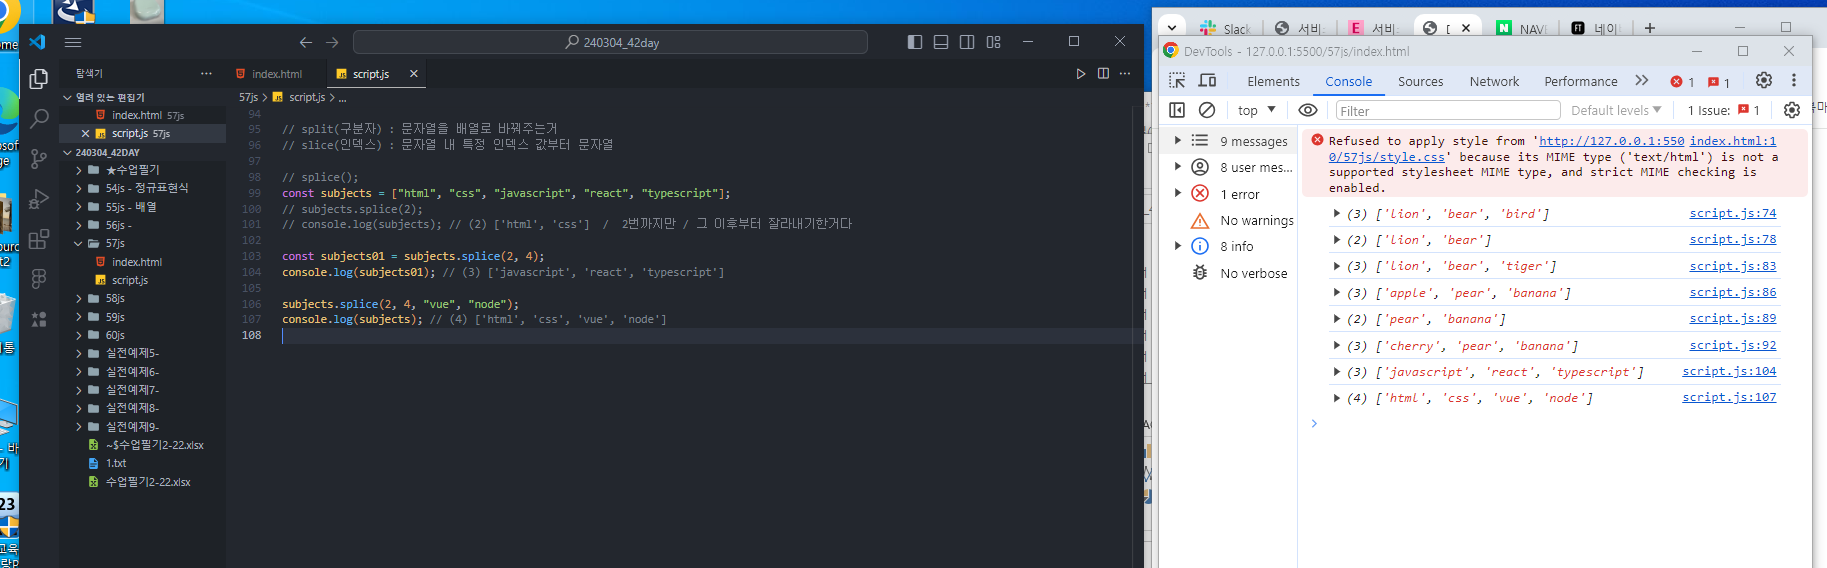 240304_42day
탐색기
index.html
script.js
열려 있는 편집기
index.html 57js
script.js 57js
240304_42DAY
★수업필기
54js - 정규표현식
55js - 배열
56js -
57js
index.html
script.js
58js
59js
60js
실전예제5-
실전예제6-
실전예제7-
실전예제8-
실전예제9-
~$수업필기2-22.xlsx
1.txt
수업필기2-22.xlsx
57js > script.js > ...
94
95 // split(구분자) : 문자열을 배열로 바꿔주는거
96 // slice(인덱스) : 문자열 내 특정 인덱스 값부터 문자열
97
98 // splice();
99 const subjects = ["html", "css", "javascript", "react", "typescript"];
100 // subjects.splice(2);
101 // console.log(subjects); // (2) ['html', 'css'] / 2번까지만 / 그 이후부터 잘라내기한거다
102
103 const subjects01 = subjects.splice(2, 4);
104 console.log(subjects01); // (3) ['javascript', 'react', 'typescript']
105
106 subjects.splice(2, 4, "vue", "node");
107 console.log(subjects); // (4) ['html', 'css', 'vue', 'node']
108
Slack
서비
서비
NAV
네이
DevTools - 127.0.0.1:5500/57js/index.html
Elements Console Sources Network Performance 1 1
top Filter Default levels 1 Issue: 1
9 messages
8 user mes...
1 error
No warnings
8 info
No verbose
Refused to apply style from 'http://127.0.0.1:550 index.html:1
0/57js/style.css' because its MIME type ('text/html') is not a
supported stylesheet MIME type, and strict MIME checking is
enabled.
(3) ['lion', 'bear', 'bird'] script.js:74
(2) ['lion', 'bear'] script.js:78
(3) ['lion', 'bear', 'tiger'] script.js:83
(3) ['apple', 'pear', 'banana'] script.js:86
(2) ['pear', 'banana'] script.js:89
(3) ['cherry', 'pear', 'banana'] script.js:92
(3) ['javascript', 'react', 'typescript'] script.js:104
(4) ['html', 'css', 'vue', 'node'] script.js:107